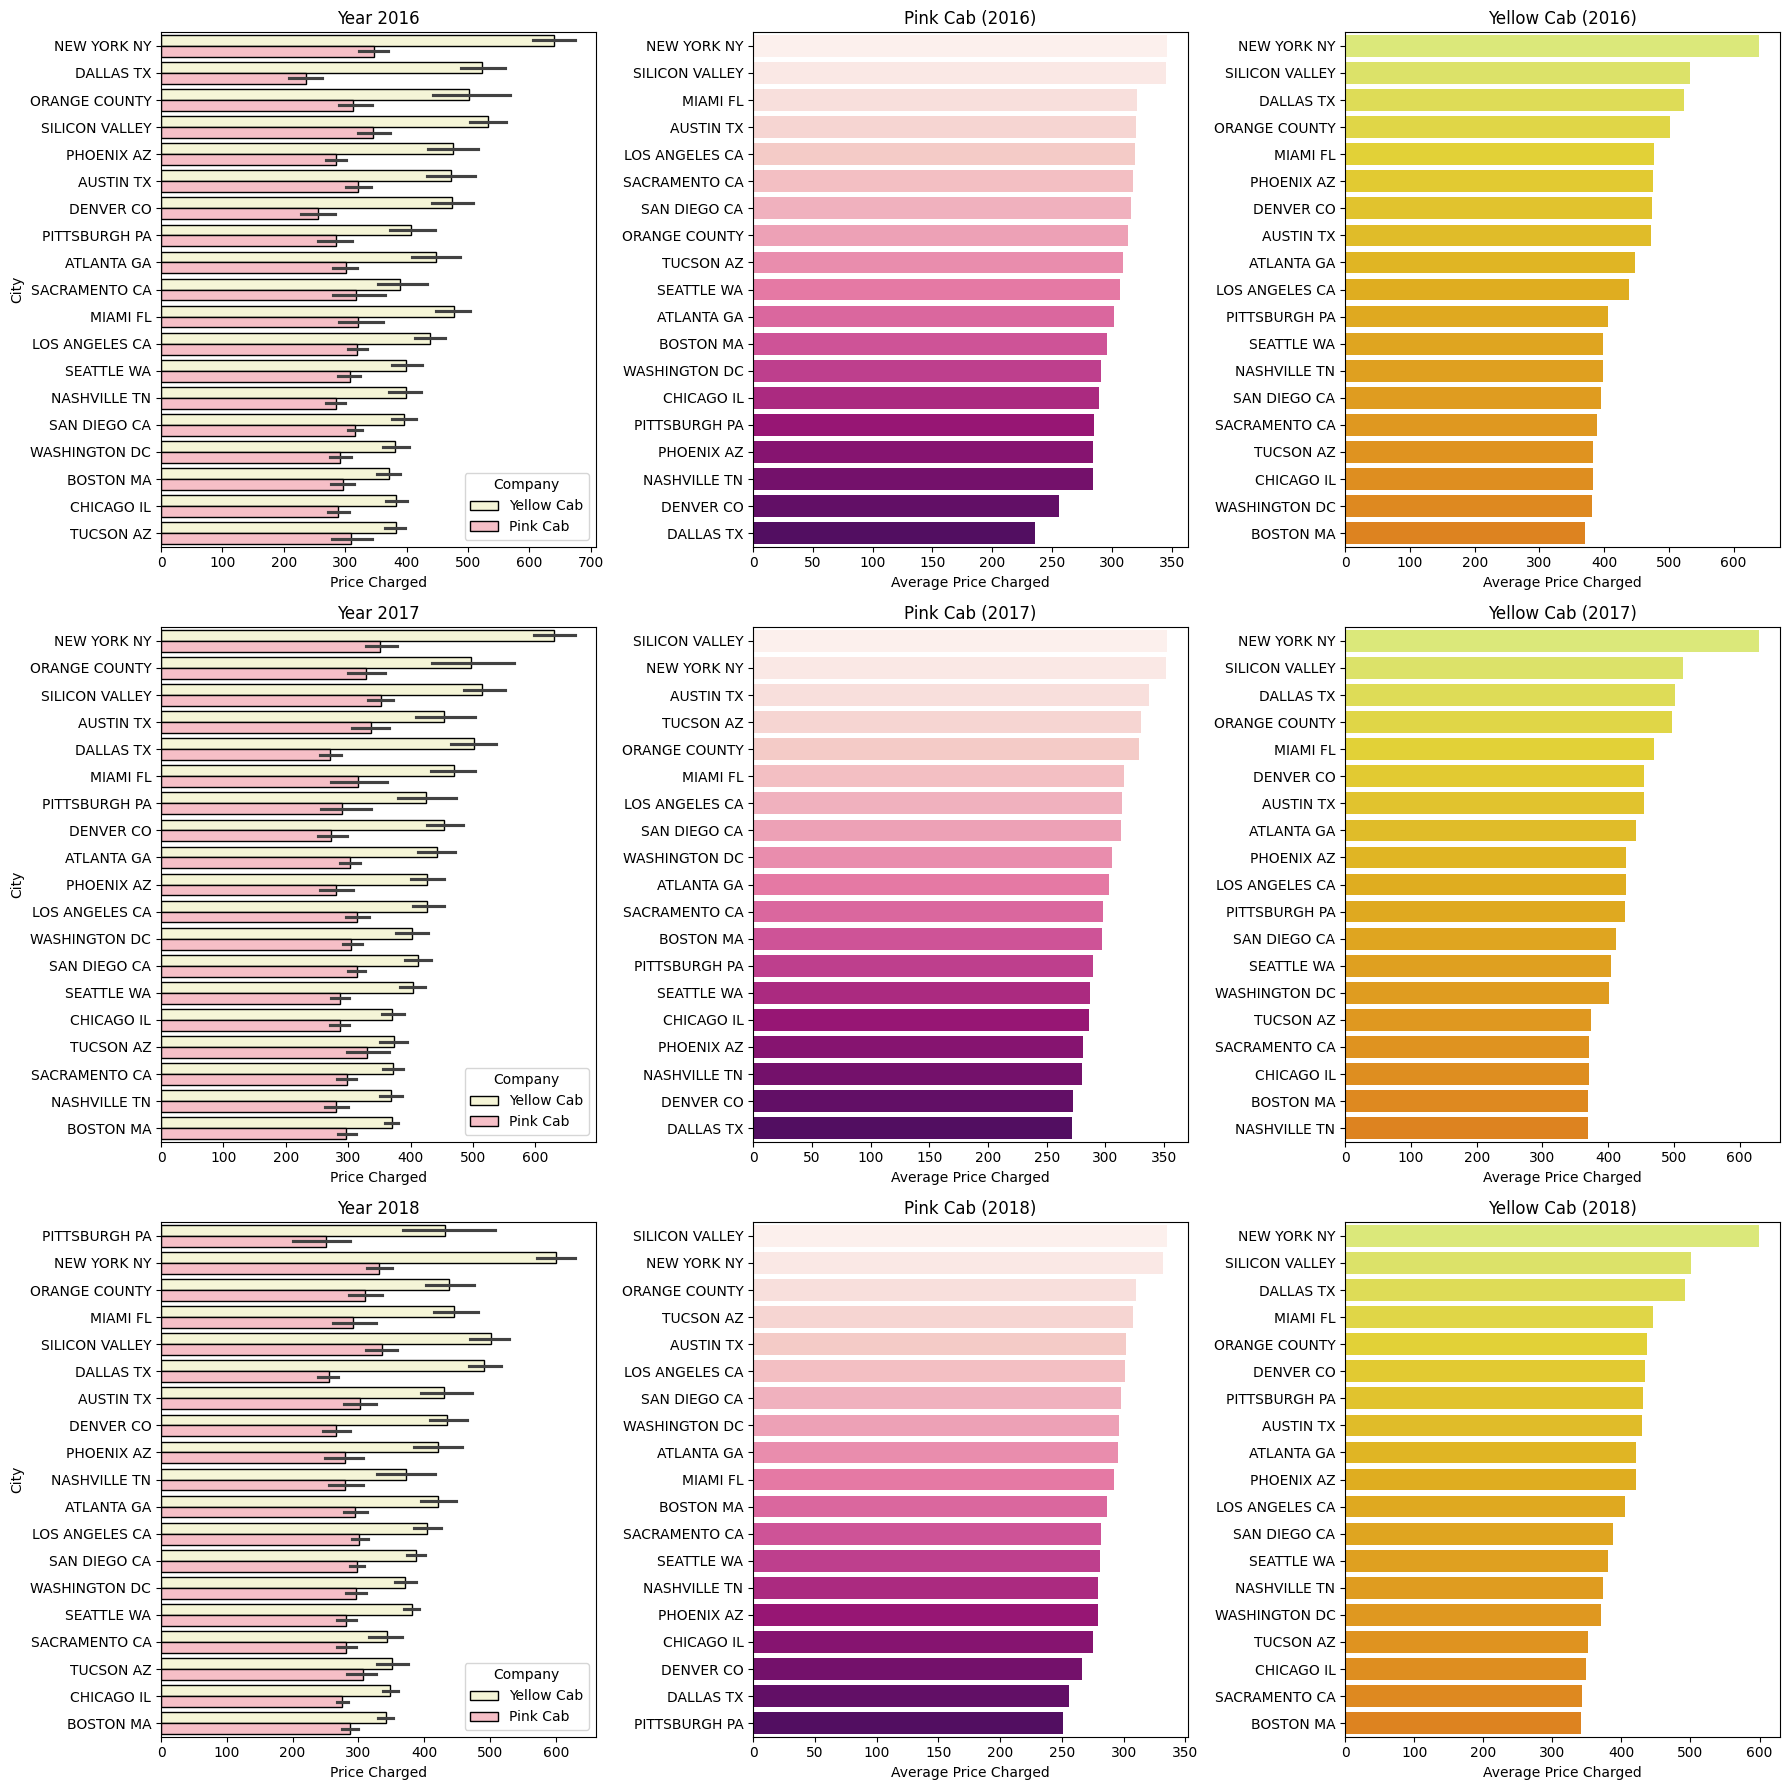 Year 2016
City
NEW YORK NY
DALLAS TX
ORANGE COUNTY
SILICON VALLEY
PHOENIX AZ
AUSTIN TX
DENVER CO
PITTSBURGH PA
ATLANTA GA
SACRAMENTO CA
MIAMI FL
LOS ANGELES CA
SEATTLE WA
NASHVILLE TN
SAN DIEGO CA
WASHINGTON DC
BOSTON MA
CHICAGO IL
TUCSON AZ
Company
Yellow Cab
Pink Cab
0 100 200 300 400 500 600 700
Price Charged
Pink Cab (2016)
NEW YORK NY
SILICON VALLEY
MIAMI FL
AUSTIN TX
LOS ANGELES CA
SACRAMENTO CA
SAN DIEGO CA
ORANGE COUNTY
TUCSON AZ
SEATTLE WA
ATLANTA GA
BOSTON MA
WASHINGTON DC
CHICAGO IL
PITTSBURGH PA
PHOENIX AZ
NASHVILLE TN
DENVER CO
DALLAS TX
0 50 100 150 200 250 300 350
Average Price Charged
Yellow Cab (2016)
NEW YORK NY
SILICON VALLEY
DALLAS TX
ORANGE COUNTY
MIAMI FL
PHOENIX AZ
DENVER CO
AUSTIN TX
ATLANTA GA
LOS ANGELES CA
PITTSBURGH PA
SEATTLE WA
NASHVILLE TN
SAN DIEGO CA
SACRAMENTO CA
TUCSON AZ
CHICAGO IL
WASHINGTON DC
BOSTON MA
0 100 200 300 400 500 600
Average Price Charged
Year 2017
City
NEW YORK NY
ORANGE COUNTY
SILICON VALLEY
AUSTIN TX
DALLAS TX
MIAMI FL
PITTSBURGH PA
DENVER CO
ATLANTA GA
PHOENIX AZ
LOS ANGELES CA
WASHINGTON DC
SAN DIEGO CA
SEATTLE WA
CHICAGO IL
TUCSON AZ
SACRAMENTO CA
NASHVILLE TN
BOSTON MA
Company
Yellow Cab
Pink Cab
0 100 200 300 400 500 600
Price Charged
Pink Cab (2017)
SILICON VALLEY
NEW YORK NY
AUSTIN TX
TUCSON AZ
ORANGE COUNTY
MIAMI FL
LOS ANGELES CA
SAN DIEGO CA
WASHINGTON DC
ATLANTA GA
SACRAMENTO CA
BOSTON MA
PITTSBURGH PA
SEATTLE WA
CHICAGO IL
PHOENIX AZ
NASHVILLE TN
DENVER CO
DALLAS TX
0 50 100 150 200 250 300 350
Average Price Charged
Yellow Cab (2017)
NEW YORK NY
SILICON VALLEY
DALLAS TX
ORANGE COUNTY
MIAMI FL
DENVER CO
AUSTIN TX
ATLANTA GA
PHOENIX AZ
LOS ANGELES CA
PITTSBURGH PA
SAN DIEGO CA
SEATTLE WA
WASHINGTON DC
TUCSON AZ
SACRAMENTO CA
CHICAGO IL
BOSTON MA
NASHVILLE TN
0 100 200 300 400 500 600
Average Price Charged
Year 2018
City
PITTSBURGH PA
NEW YORK NY
ORANGE COUNTY
MIAMI FL
SILICON VALLEY
DALLAS TX
AUSTIN TX
DENVER CO
PHOENIX AZ
NASHVILLE TN
ATLANTA GA
LOS ANGELES CA
SAN DIEGO CA
WASHINGTON DC
SEATTLE WA
SACRAMENTO CA
TUCSON AZ
CHICAGO IL
BOSTON MA
Company
Yellow Cab
Pink Cab
0 100 200 300 400 500 600
Price Charged
Pink Cab (2018)
SILICON VALLEY
NEW YORK NY
ORANGE COUNTY
TUCSON AZ
AUSTIN TX
LOS ANGELES CA
SAN DIEGO CA
WASHINGTON DC
ATLANTA GA
MIAMI FL
BOSTON MA
SACRAMENTO CA
SEATTLE WA
NASHVILLE TN
PHOENIX AZ
CHICAGO IL
DENVER CO
DALLAS TX
PITTSBURGH PA
0 50 100 150 200 250 300 350
Average Price Charged
Yellow Cab (2018)
NEW YORK NY
SILICON VALLEY
DALLAS TX
MIAMI FL
ORANGE COUNTY
DENVER CO
PITTSBURGH PA
AUSTIN TX
ATLANTA GA
PHOENIX AZ
LOS ANGELES CA
SAN DIEGO CA
SEATTLE WA
NASHVILLE TN
WASHINGTON DC
TUCSON AZ
CHICAGO IL
SACRAMENTO CA
BOSTON MA
0 100 200 300 400 500 600
Average Price Charged